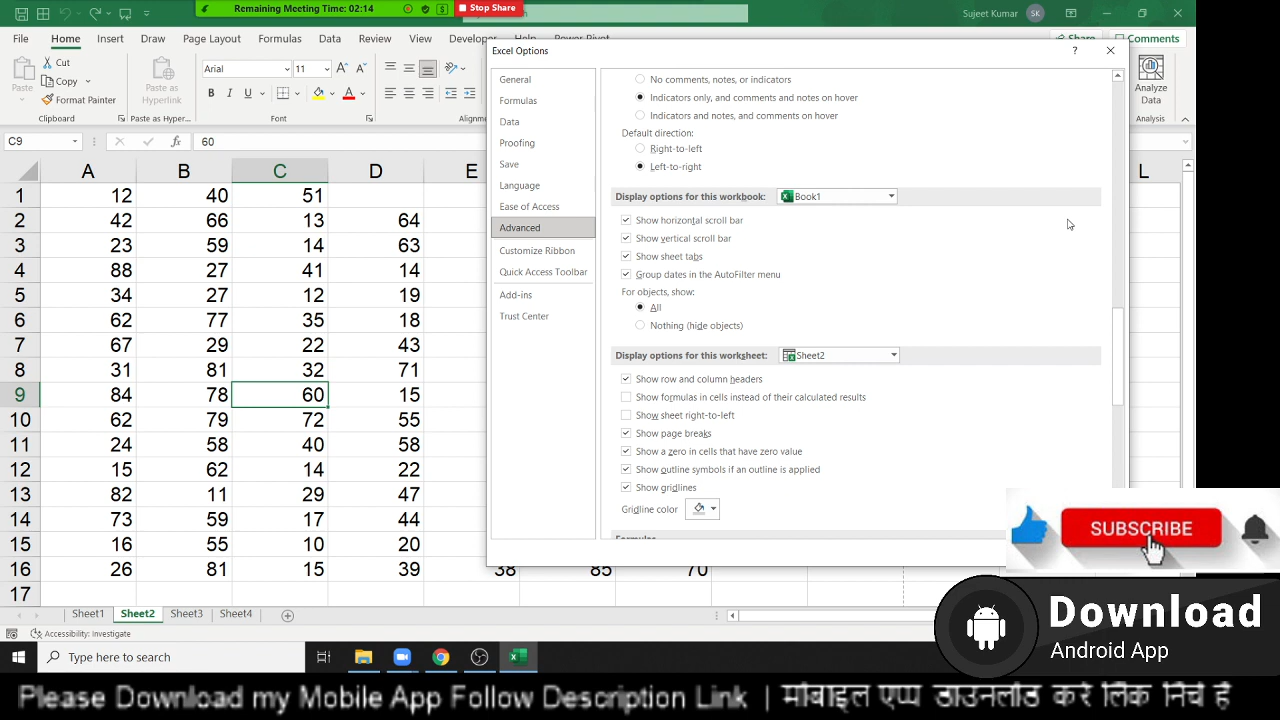 Remaining Meeting Time: 02:14
Stop Share
Sujeet Kumar SK
File Home Insert Draw Page Layout Formulas Data Review View Developer Help Power Pivot Share Comments
Paste
Cut
Copy
Format Painter
Clipboard
Paste as Hyperlink
Paste as Hyper...
Arial 11 A A
B I U A
Font
Alignm
Analyze Data
Analysis
C9 fx 60
A B C D E L
1 12 40 51
2 42 66 13 64
3 23 59 14 63
4 88 27 41 14
5 34 27 12 19
6 62 77 35 18
7 67 29 22 43
8 31 81 32 71
9 84 78 60 15
10 62 79 72 55
11 24 58 40 58
12 15 62 14 22
13 82 11 29 47
14 73 59 17 44
15 16 55 10 20
16 26 81 15 39 38 85 70
17
Excel Options ?
General
Formulas
Data
Proofing
Save
Language
Ease of Access
Advanced
Customize Ribbon
Quick Access Toolbar
Add-ins
Trust Center
No comments, notes, or indicators
Indicators only, and comments and notes on hover
Indicators and notes, and comments on hover
Default direction:
Right-to-left
Left-to-right
Display options for this workbook: Book1
Show horizontal scroll bar
Show vertical scroll bar
Show sheet tabs
Group dates in the AutoFilter menu
For objects, show:
All
Nothing (hide objects)
Display options for this worksheet: Sheet2
Show row and column headers
Show formulas in cells instead of their calculated results
Show sheet right-to-left
Show page breaks
Show a zero in cells that have zero value
Show outline symbols if an outline is applied
Show gridlines
Gridline color
Formulas
SUBSCRIBE
Download
Android App
Sheet1 Sheet2 Sheet3 Sheet4
Accessibility: Investigate
Type here to search
Please Download my Mobile App Follow Description Link | मोबाइल एप्प डाउनलोड करे लिंक निचे है